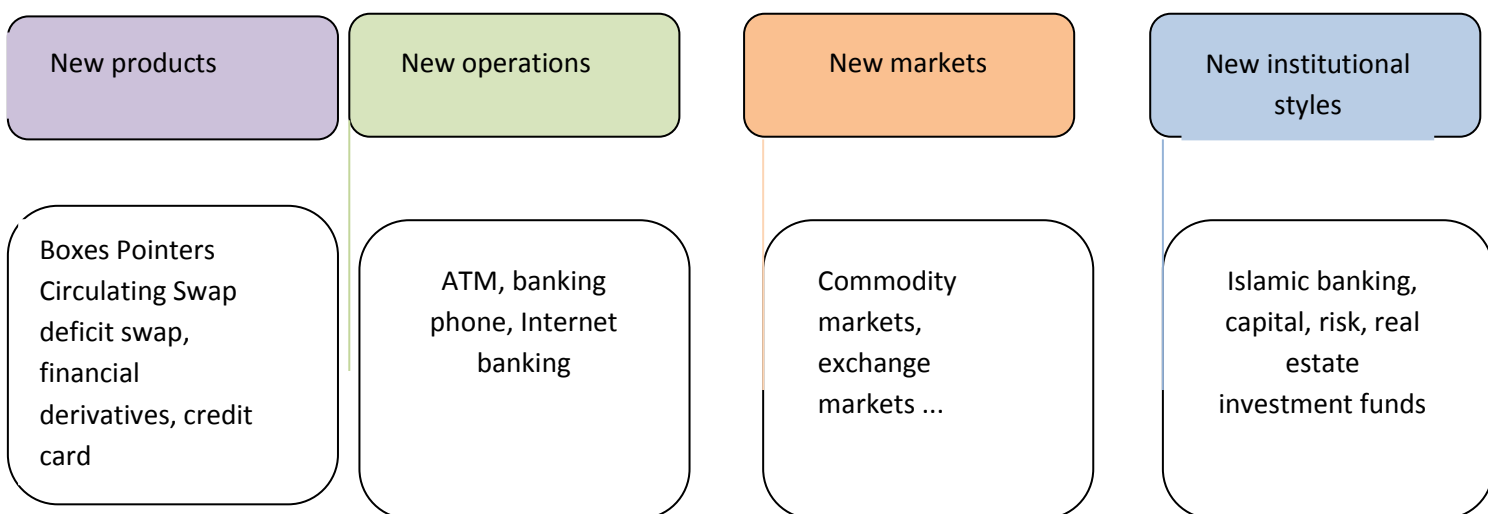 New products
New operations
New markets
New institutional
styles
Boxes Pointers
Circulating Swap
deficit swap,
financial
derivatives, credit
card
ATM, banking
phone, Internet
banking
Commodity
markets,
exchange
markets ...
Islamic banking,
capital, risk, real
estate
investment funds